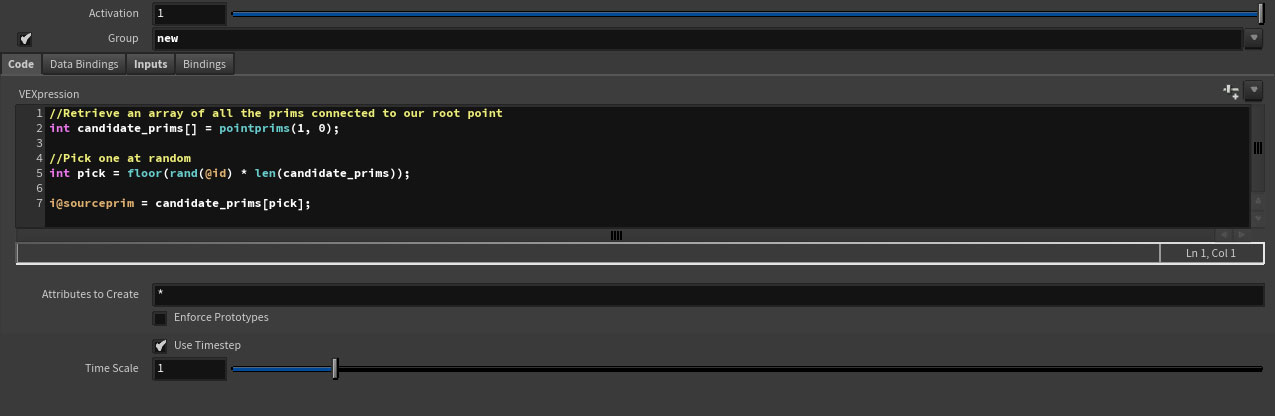 Activation 1
Group new
Code Data Bindings Inputs Bindings
VEXpression
1 //Retrieve an array of all the prims connected to our root point
2 int candidate_prims[] = pointprims(1, 0);
3
4 //Pick one at random
5 int pick = floor(rand(@id) * len(candidate_prims));
6
7 i@sourceprim = candidate_prims[pick];
Ln 1, Col 1
Attributes to Create *
Enforce Prototypes
Use Timestep
Time Scale 1